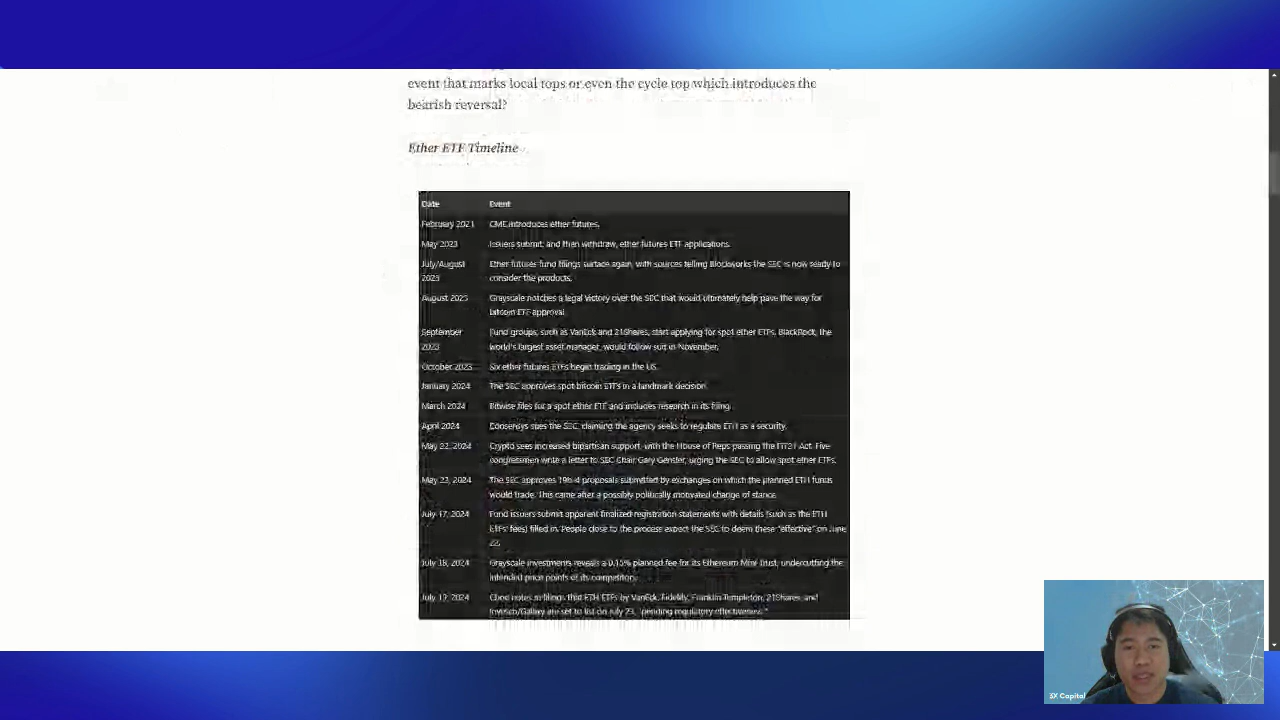 event that marks local tops or even the cycle top which introduces the
bearish reversal?
Ether ETF Timeline
Date Event
February 2021 CME introduces ether futures.
May 2023 Issuers submit, and then withdraw, ether futures ETF applications.
July/August Ether futures fund filings surface again, with sources telling Blockworks the SEC is now ready to
2023 consider the products.
August 2023 Grayscale notches a legal victory over the SEC that would ultimately help pave the way for
bitcoin ETF approval.
September Fund groups, such as VanEck and 21Shares, start applying for spot ether ETFs. BlackRock, the
2023 world's largest asset manager, would follow suit in November.
October 2023 Six ether futures ETFs begin trading in the US.
January 2024 The SEC approves spot bitcoin ETFs in a landmark decision.
March 2024 Bitwise files for a spot ether ETF and includes research in its filing.
April 2024 Consensys sues the SEC, claiming the agency seeks to regulate ETH as a security.
May 22, 2024 Crypto sees increased bipartisan support, with the House of Reps passing the FIT21 Act. Five
congressmen write a letter to SEC Chair Gary Gensler, urging the SEC to allow spot ether ETFs.
May 23, 2024 The SEC approves 19b-4 proposals submitted by exchanges on which the planned ETH funds
would trade. This came after a possibly politically motivated change of stance.
July 17, 2024 Fund issuers submit apparent finalized registration statements with details (such as the ETH
ETFs' fees) filled in. People close to the process expect the SEC to deem these "effective" on June
22.
July 18, 2024 Grayscale Investments reveals a 0.15% planned fee for its Ethereum Mini Trust, undercutting the
intended price points of its competitors.
July 19, 2024 Cboe notes in filings that ETH ETFs by VanEck, Fidelity, Franklin Templeton, 21Shares, and
Invesco/Galaxy are set to list on July 23, "pending regulatory effectiveness."
3X Capital